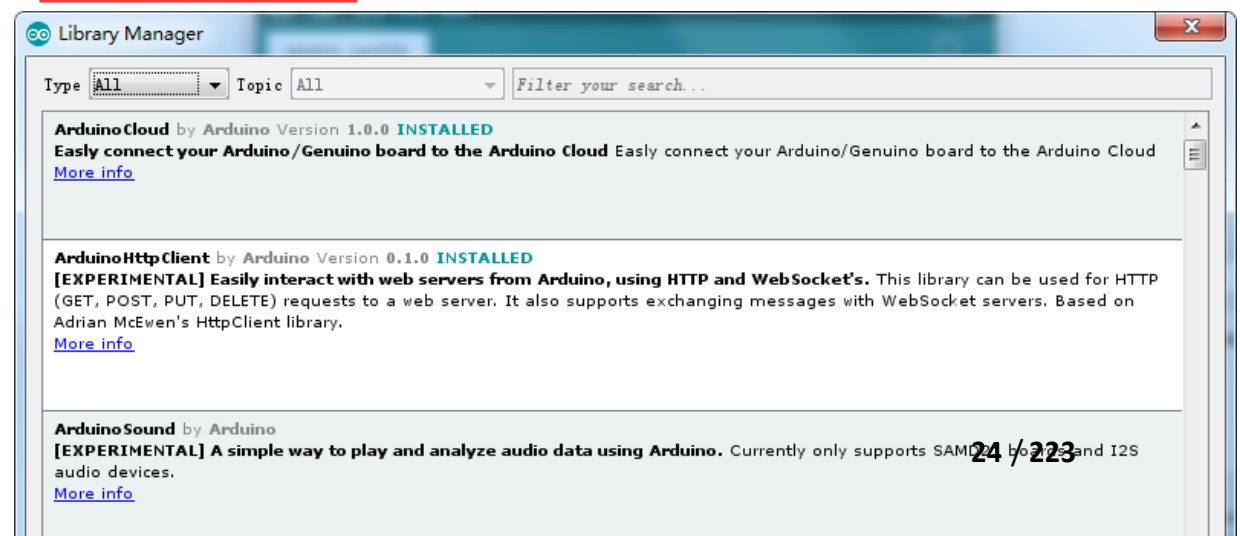 Library Manager
Type All Topic All Filter your search...
ArduinoCloud by Arduino Version 1.0.0 INSTALLED
Easly connect your Arduino/Genuino board to the Arduino Cloud Easly connect your Arduino/Genuino board to the Arduino Cloud
More info
ArduinoHttpClient by Arduino Version 0.1.0 INSTALLED
[EXPERIMENTAL] Easily interact with web servers from Arduino, using HTTP and WebSocket's. This library can be used for HTTP
(GET, POST, PUT, DELETE) requests to a web server. It also supports exchanging messages with WebSocket servers. Based on
Adrian McEwen's HttpClient library.
More info
ArduinoSound by Arduino
[EXPERIMENTAL] A simple way to play and analyze audio data using Arduino. Currently only supports and I2S
24 / 223
audio devices.
More info